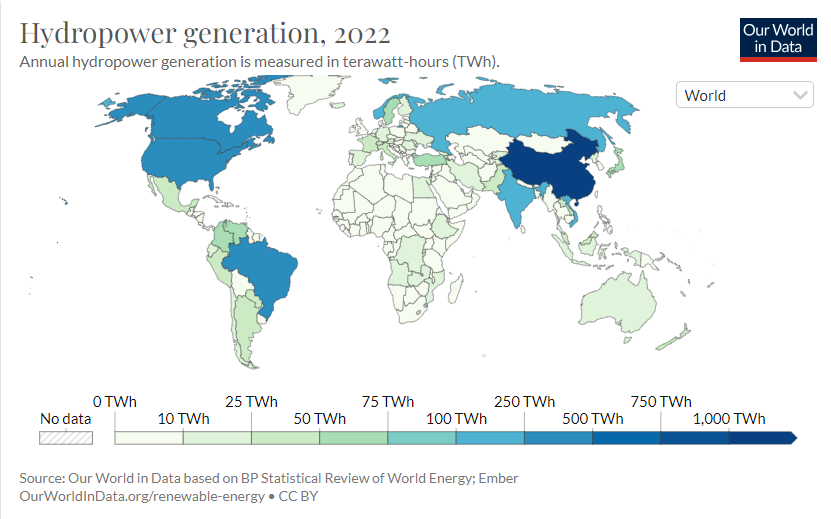 Hydropower generation, 2022
Annual hydropower generation is measured in terawatt-hours (TWh).
Our World
in Data
World
0 TWh 25 TWh 75 TWh 250 TWh 750 TWh
No data 10 TWh 50 TWh 100 TWh 500 TWh 1,000 TWh
Source: Our World in Data based on BP Statistical Review of World Energy; Ember
OurWorldInData.org/renewable-energy • CC BY